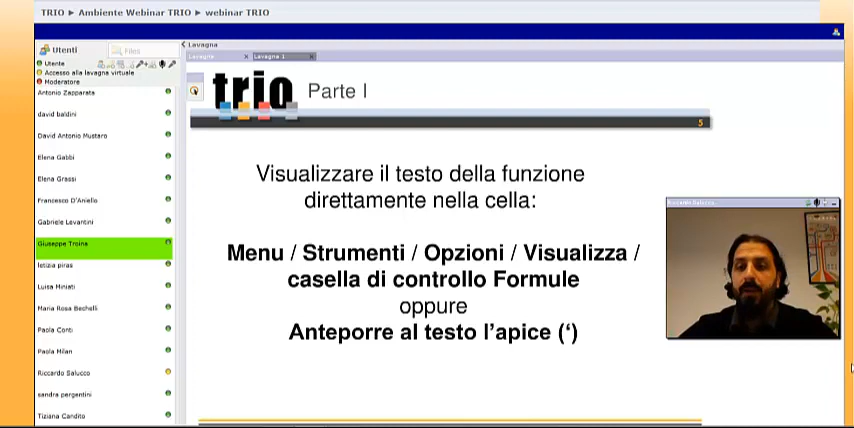 TRIO ► Ambiente Webinar TRIO ► webinar TRIO
Utenti
Files
Utente
Accesso alla lavagna virtuale
Moderatore
Antonio Zapparata
david baldini
David Antonio Mustaro
Elena Gabbi
Elena Grassi
Francesco D'Aniello
Gabriele Levantini
Giuseppe Troina
letizia piras
Luisa Miniati
Maria Rosa Bechelli
Paola Conti
Paola Milan
Riccardo Salucco
sandra pergentini
Tiziana Candito
Lavagna
Lavagna
Lavagna 1
trio
Parte I
5
Visualizzare il testo della funzione
direttamente nella cella:
Menu / Strumenti / Opzioni / Visualizza /
casella di controllo Formule
oppure
Anteporre al testo l’apice (‘)
Riccardo Salucco